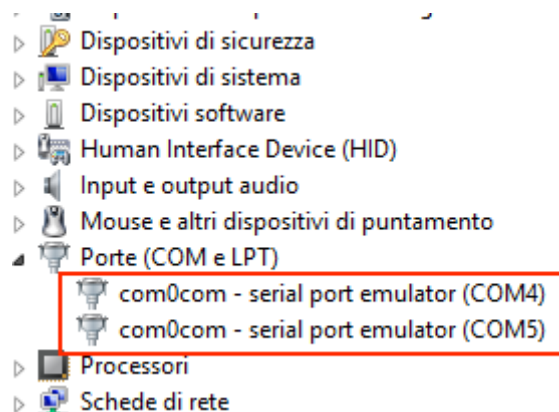 Dispositivi di sicurezza
Dispositivi di sistema
Dispositivi software
Human Interface Device (HID)
Input e output audio
Mouse e altri dispositivi di puntamento
Porte (COM e LPT)
com0com - serial port emulator (COM4)
com0com - serial port emulator (COM5)
Processori
Schede di rete